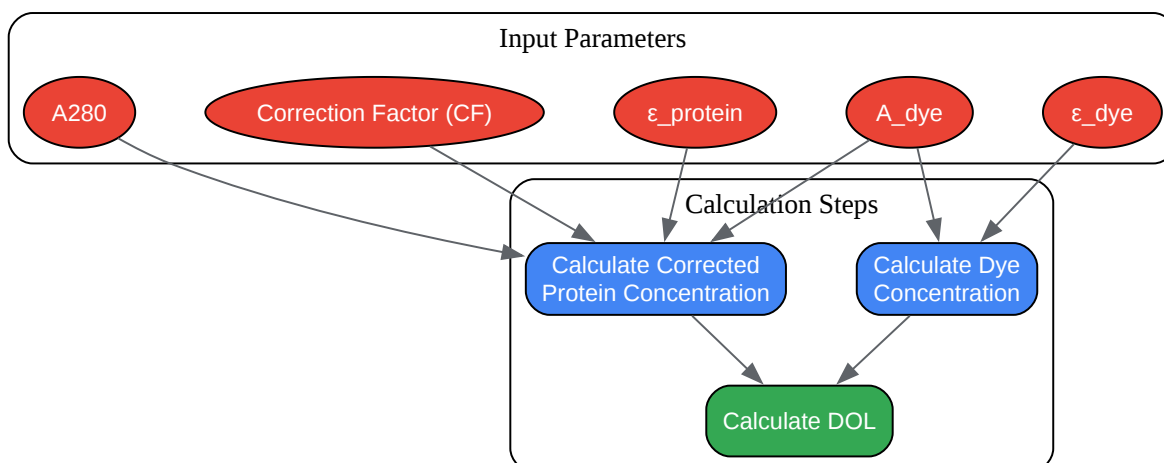 Input Parameters
A280
Correction Factor (CF)
ε_protein
A_dye
ε_dye
Calculation Steps
Calculate Corrected
Protein Concentration
Calculate Dye
Concentration
Calculate DOL